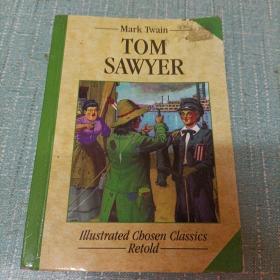 Mark Twain
TOM
SAWYER
Illustrated Chosen Classics
Retold